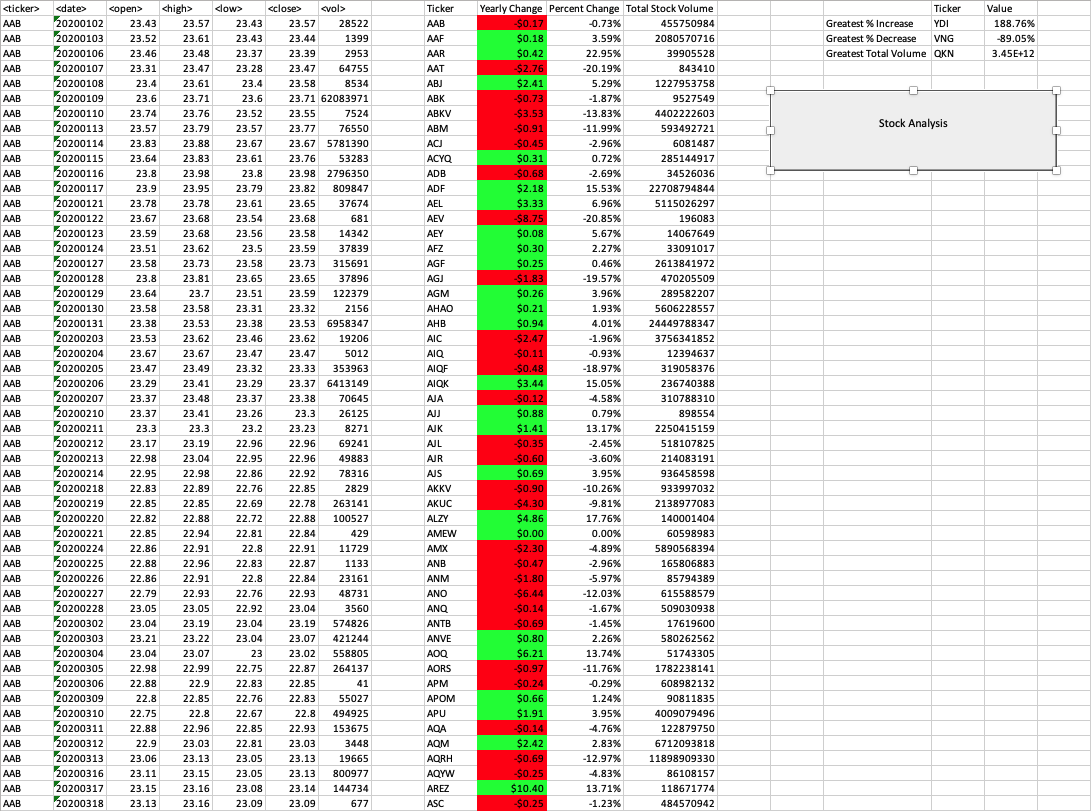 <ticker> <date> <open> <high> <low> <close> <vol> Ticker Yearly Change Percent Change Total Stock Volume Ticker Value
AAB 20200102 23.43 23.57 23.43 23.57 28522 AAB -$0.17 -0.73% 455750984 Greatest % Increase YDI 188.76%
AAB 20200103 23.52 23.61 23.43 23.44 1399 AAF $0.18 3.59% 2080570716 Greatest % Decrease VNG -89.05%
AAB 20200106 23.46 23.48 23.37 23.39 2953 AAR $0.42 22.95% 39905528 Greatest Total Volume QKN 3.45E+12
AAB 20200107 23.31 23.47 23.28 23.47 64755 AAT -$2.76 -20.19% 843410
AAB 20200108 23.4 23.61 23.4 23.58 8534 ABJ $2.41 5.29% 1227953758
AAB 20200109 23.6 23.71 23.6 23.71 62083971 ABK -$0.73 -1.87% 9527549
AAB 20200110 23.74 23.76 23.52 23.55 7524 ABKV -$3.53 -13.83% 4402222603
Stock Analysis
AAB 20200113 23.57 23.79 23.57 23.77 76550 ABM -$0.91 -11.99% 593492721
AAB 20200114 23.83 23.88 23.67 23.67 5781390 ACJ -$0.45 -2.96% 6081487
AAB 20200115 23.64 23.83 23.61 23.76 53283 ACYQ $0.31 0.72% 285144917
AAB 20200116 23.8 23.98 23.8 23.98 2796350 ADB -$0.68 -2.69% 34526036
AAB 20200117 23.9 23.95 23.79 23.82 809847 ADF $2.18 15.53% 22708794844
AAB 20200121 23.78 23.78 23.61 23.65 37674 AEL $3.33 6.96% 5115026297
AAB 20200122 23.67 23.68 23.54 23.68 681 AEV -$8.75 -20.85% 196083
AAB 20200123 23.59 23.68 23.56 23.58 14342 AEY $0.08 5.67% 14067649
AAB 20200124 23.51 23.62 23.5 23.59 37839 AFZ $0.30 2.27% 33091017
AAB 20200127 23.58 23.73 23.58 23.73 315691 AGF $0.25 0.46% 2613841972
AAB 20200128 23.8 23.81 23.65 23.65 37896 AGJ -$1.83 -19.57% 470205509
AAB 20200129 23.64 23.7 23.51 23.59 122379 AGM $0.26 3.96% 289582207
AAB 20200130 23.58 23.58 23.31 23.32 2156 AHAO $0.21 1.93% 5606228557
AAB 20200131 23.38 23.53 23.38 23.53 6958347 AHB $0.94 4.01% 24449788347
AAB 20200203 23.53 23.62 23.46 23.62 19206 AIC -$2.47 -1.96% 3756341852
AAB 20200204 23.67 23.67 23.47 23.47 5012 AIQ -$0.11 -0.93% 12394637
AAB 20200205 23.47 23.49 23.32 23.33 353963 AIQF -$0.48 -18.97% 319058376
AAB 20200206 23.29 23.41 23.29 23.37 6413149 AIQK $3.44 15.05% 236740388
AAB 20200207 23.37 23.48 23.37 23.38 70645 AJA -$0.12 -4.58% 310788310
AAB 20200210 23.37 23.41 23.26 23.3 26125 AJJ $0.88 0.79% 898554
AAB 20200211 23.3 23.3 23.2 23.23 8271 AJK $1.41 13.17% 2250415159
AAB 20200212 23.17 23.19 22.96 22.96 69241 AJL -$0.35 -2.45% 518107825
AAB 20200213 22.98 23.04 22.95 22.96 49883 AJR -$0.60 -3.60% 214083191
AAB 20200214 22.95 22.98 22.86 22.92 78316 AJS $0.69 3.95% 936458598
AAB 20200218 22.83 22.89 22.76 22.85 2829 AKKV -$0.90 -10.26% 933997032
AAB 20200219 22.85 22.85 22.69 22.78 263141 AKUC -$4.30 -9.81% 2138977083
AAB 20200220 22.82 22.88 22.72 22.88 100527 ALZY $4.86 17.76% 140001404
AAB 20200221 22.85 22.94 22.81 22.84 429 AMEW $0.00 0.00% 60598983
AAB 20200224 22.86 22.91 22.8 22.91 11729 AMX -$2.30 -4.89% 5890568394
AAB 20200225 22.88 22.96 22.83 22.87 1133 ANB -$0.47 -2.96% 165806883
AAB 20200226 22.86 22.91 22.8 22.84 23161 ANM -$1.80 -5.97% 85794389
AAB 20200227 22.79 22.93 22.76 22.93 48731 ANO -$6.44 -12.03% 615588579
AAB 20200228 23.05 23.05 22.92 23.04 3560 ANQ -$0.14 -1.67% 509030938
AAB 20200302 23.04 23.19 23.04 23.19 574826 ANTB -$0.69 -1.45% 17619600
AAB 20200303 23.21 23.22 23.04 23.07 421244 ANVE $0.80 2.26% 580262562
AAB 20200304 23.04 23.07 23 23.02 558805 AOQ $6.21 13.74% 51743305
AAB 20200305 22.98 22.99 22.75 22.87 264137 AORS -$0.97 -11.76% 1782238141
AAB 20200306 22.88 22.9 22.83 22.85 41 APM -$0.24 -0.29% 608982132
AAB 20200309 22.8 22.85 22.76 22.83 55027 APOM $0.66 1.24% 90811835
AAB 20200310 22.75 22.8 22.67 22.8 494925 APU $1.91 3.95% 4009079496
AAB 20200311 22.88 22.96 22.85 22.93 153675 AQA -$0.14 -4.76% 122879750
AAB 20200312 22.9 23.03 22.81 23.03 3448 AQM $2.42 2.83% 6712093818
AAB 20200313 23.06 23.13 23.05 23.13 19665 AQRH -$0.69 -12.97% 11898909330
AAB 20200316 23.11 23.15 23.05 23.13 800977 AQYW -$0.25 -4.83% 86108157
AAB 20200317 23.15 23.16 23.08 23.14 144734 AREZ $10.40 13.71% 118671774
AAB 20200318 23.13 23.16 23.09 23.09 677 ASC -$0.25 -1.23% 484570942